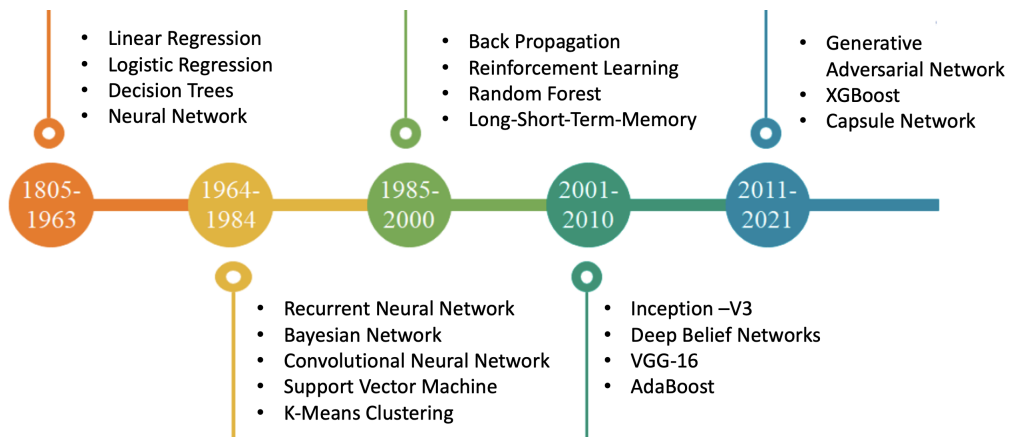 • Linear Regression
• Logistic Regression
• Decision Trees
• Neural Network
• Back Propagation
• Reinforcement Learning
• Random Forest
• Long-Short-Term-Memory
• Generative
Adversarial Network
• XGBoost
• Capsule Network
1805-
1963
1964-
1984
1985-
2000
2001-
2010
2011-
2021
• Recurrent Neural Network
• Bayesian Network
• Convolutional Neural Network
• Support Vector Machine
• K-Means Clustering
• Inception –V3
• Deep Belief Networks
• VGG-16
• AdaBoost